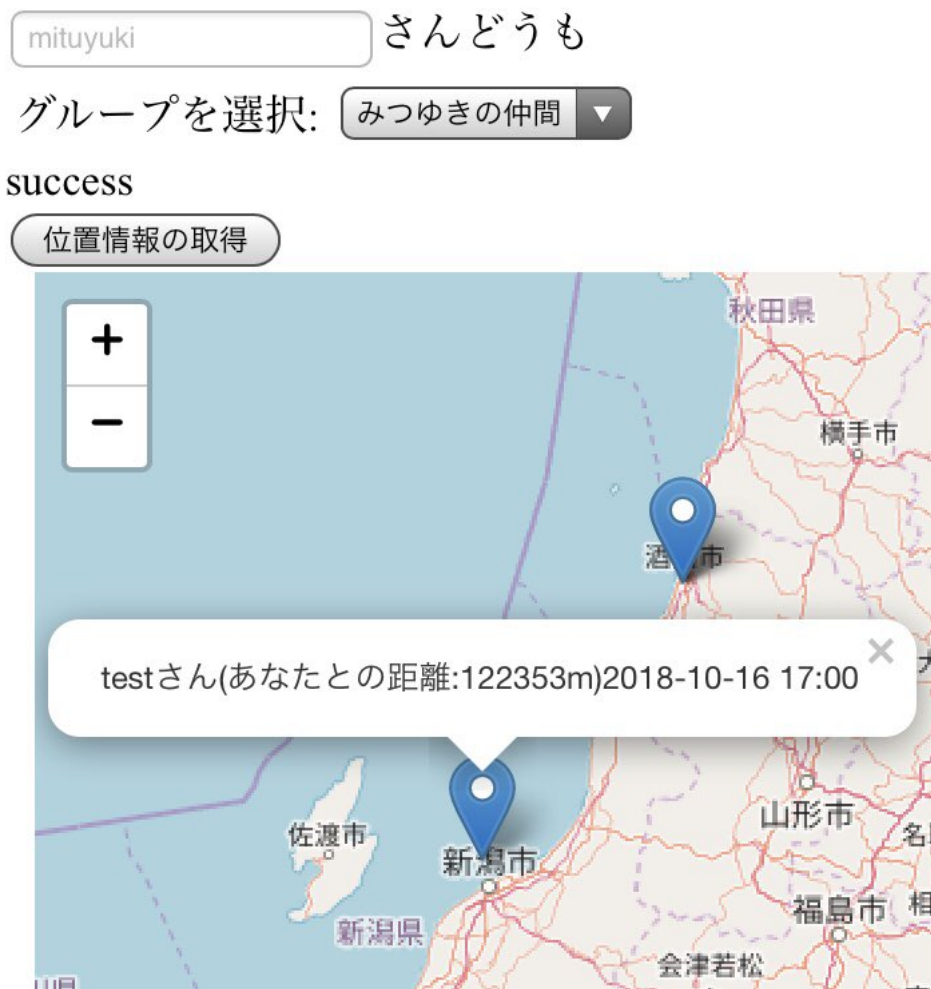 mituyuki さんどうも
グループを選択: みつゆきの仲間 ▼
success
位置情報の取得
+
−
秋田県
横手市
市
testさん(あなたとの距離:122353m)2018-10-16 17:00 ×
佐渡市
山形市
新潟市
福島市
新潟県
会津若松